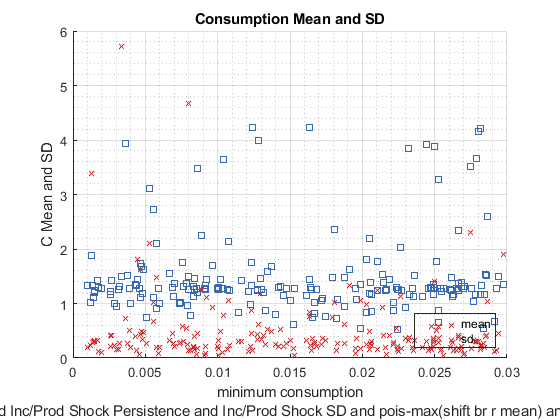 Consumption Mean and SD
6
5
4
3
2
1
0
C Mean and SD
0
0.005
0.01
0.015
0.02
0.025
0.03
mean
sd
minimum consumption
d Inc/Prod Shock Persistence and Inc/Prod Shock SD and pois-max(shift br r mean) an